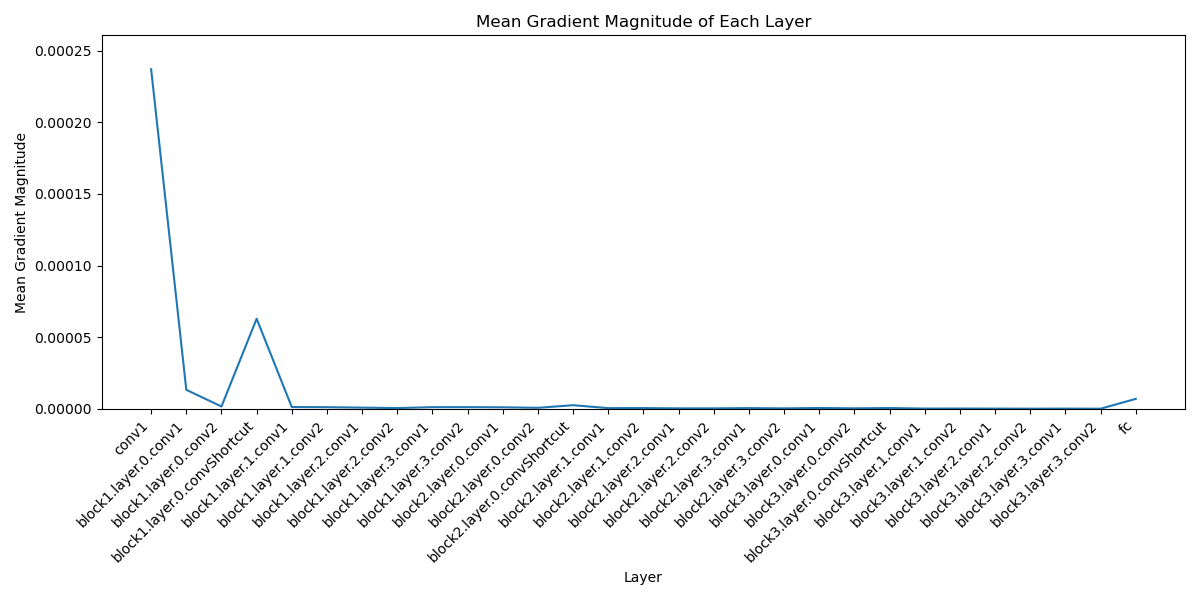 Mean Gradient Magnitude of Each Layer
0.00025
0.00020
0.00015
0.00010
0.00005
0.00000
Mean Gradient Magnitude
conv1
block1.layer.0.conv1
block1.layer.0.conv2
block1.layer.0.convShortcut
block1.layer.1.conv1
block1.layer.1.conv2
block1.layer.2.conv1
block1.layer.2.conv2
block1.layer.3.conv1
block1.layer.3.conv2
block2.layer.0.conv1
block2.layer.0.conv2
block2.layer.0.convShortcut
block2.layer.1.conv1
block2.layer.1.conv2
block2.layer.2.conv1
block2.layer.2.conv2
block2.layer.3.conv1
block2.layer.3.conv2
block3.layer.0.conv1
block3.layer.0.conv2
block3.layer.0.convShortcut
block3.layer.1.conv1
block3.layer.1.conv2
block3.layer.2.conv1
block3.layer.2.conv2
block3.layer.3.conv1
block3.layer.3.conv2
fc
Layer